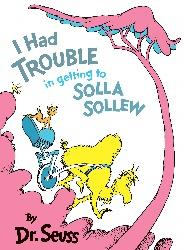 I Had
TROUBLE
in getting to
SOLLA
SOLLEW
By
Dr. Seuss